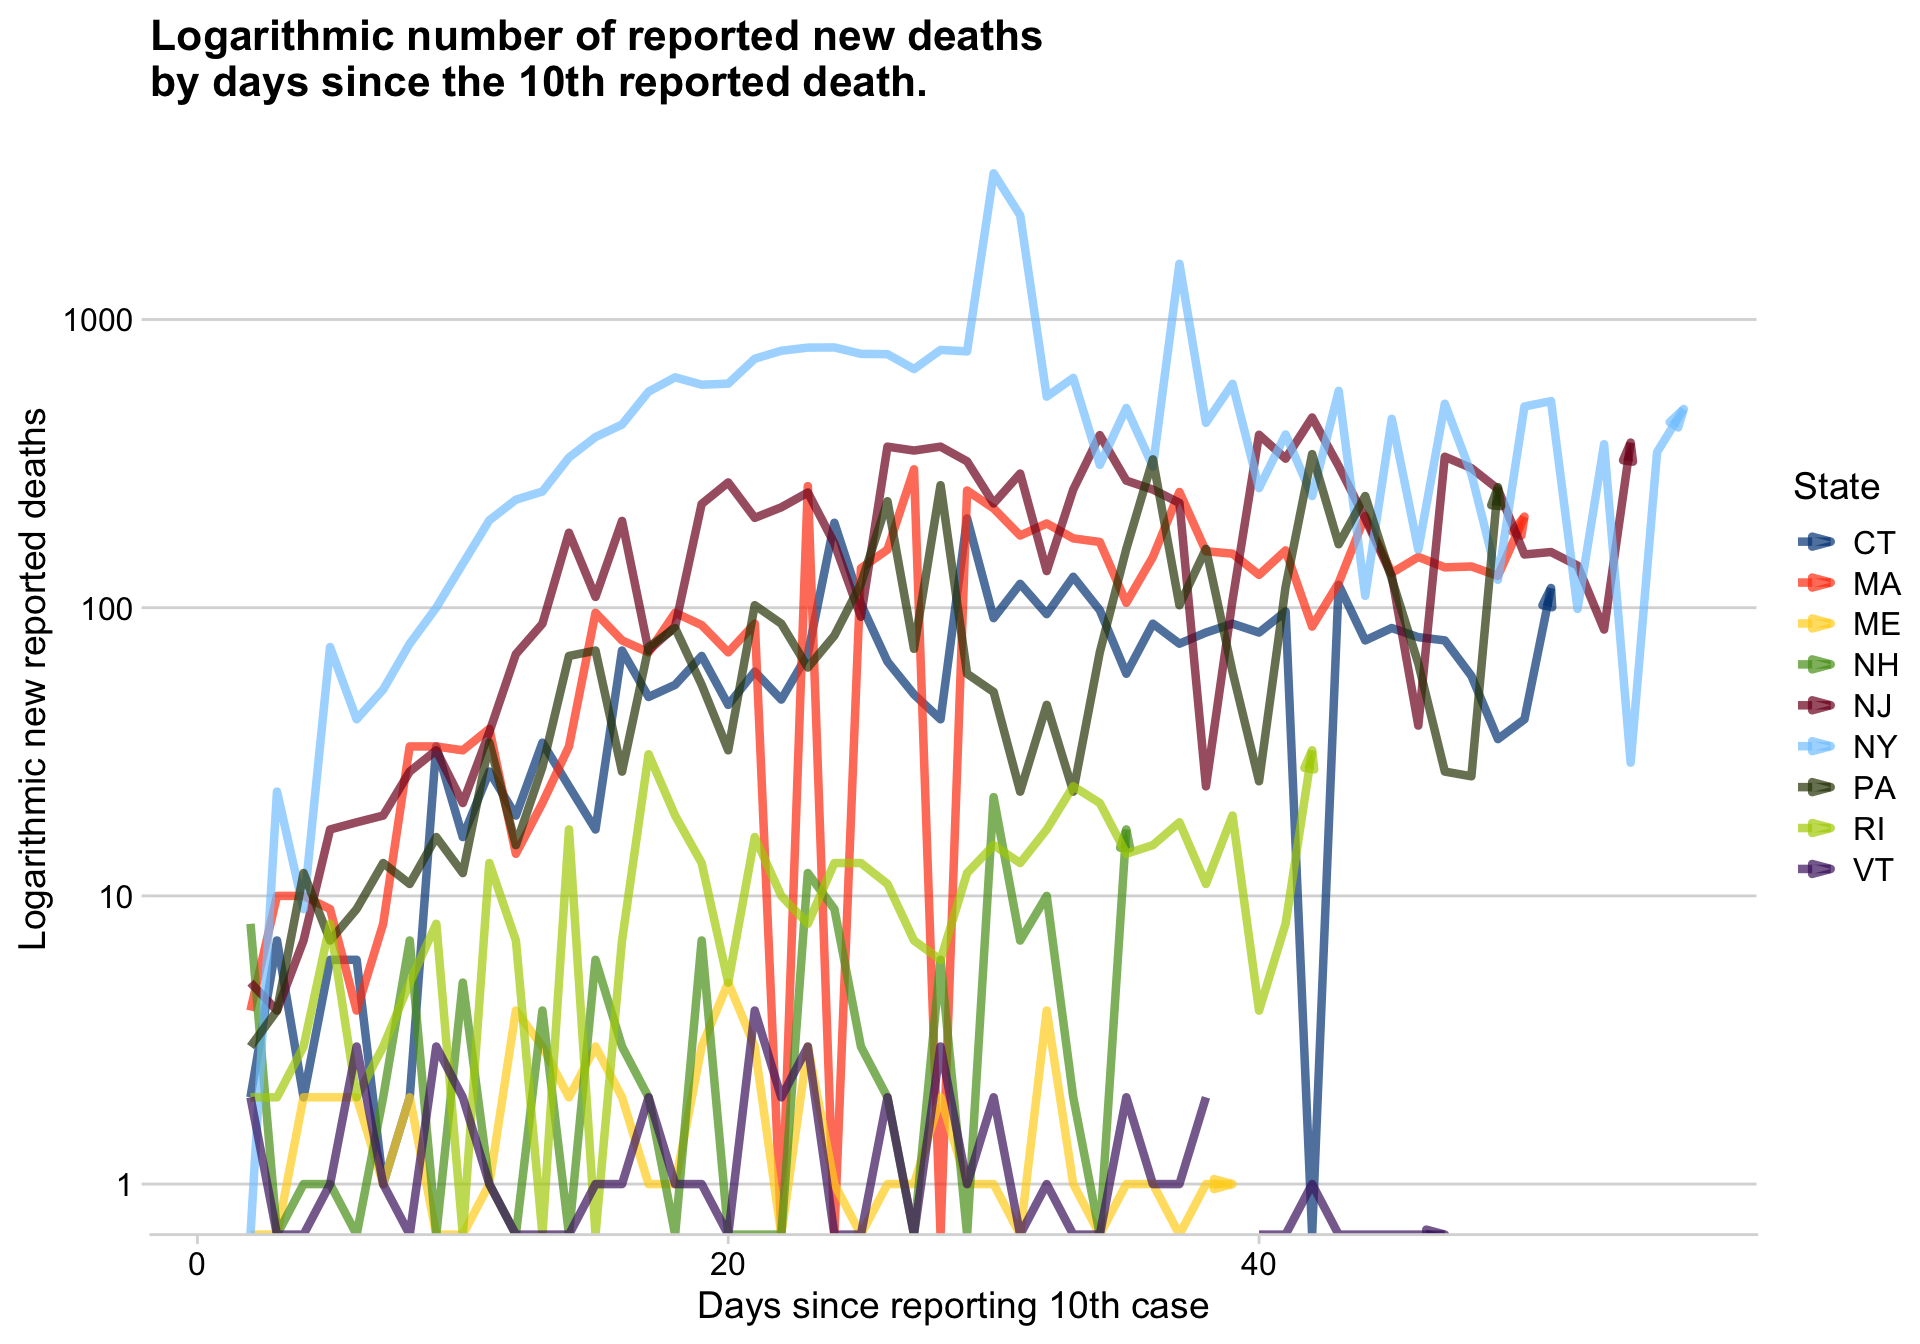 Logarithmic number of reported new deaths
by days since the 10th reported death.
Logarithmic new reported deaths
1000
100
10
1
0
20
40
Days since reporting 10th case
State
CT
MA
ME
NH
NJ
NY
PA
RI
VT